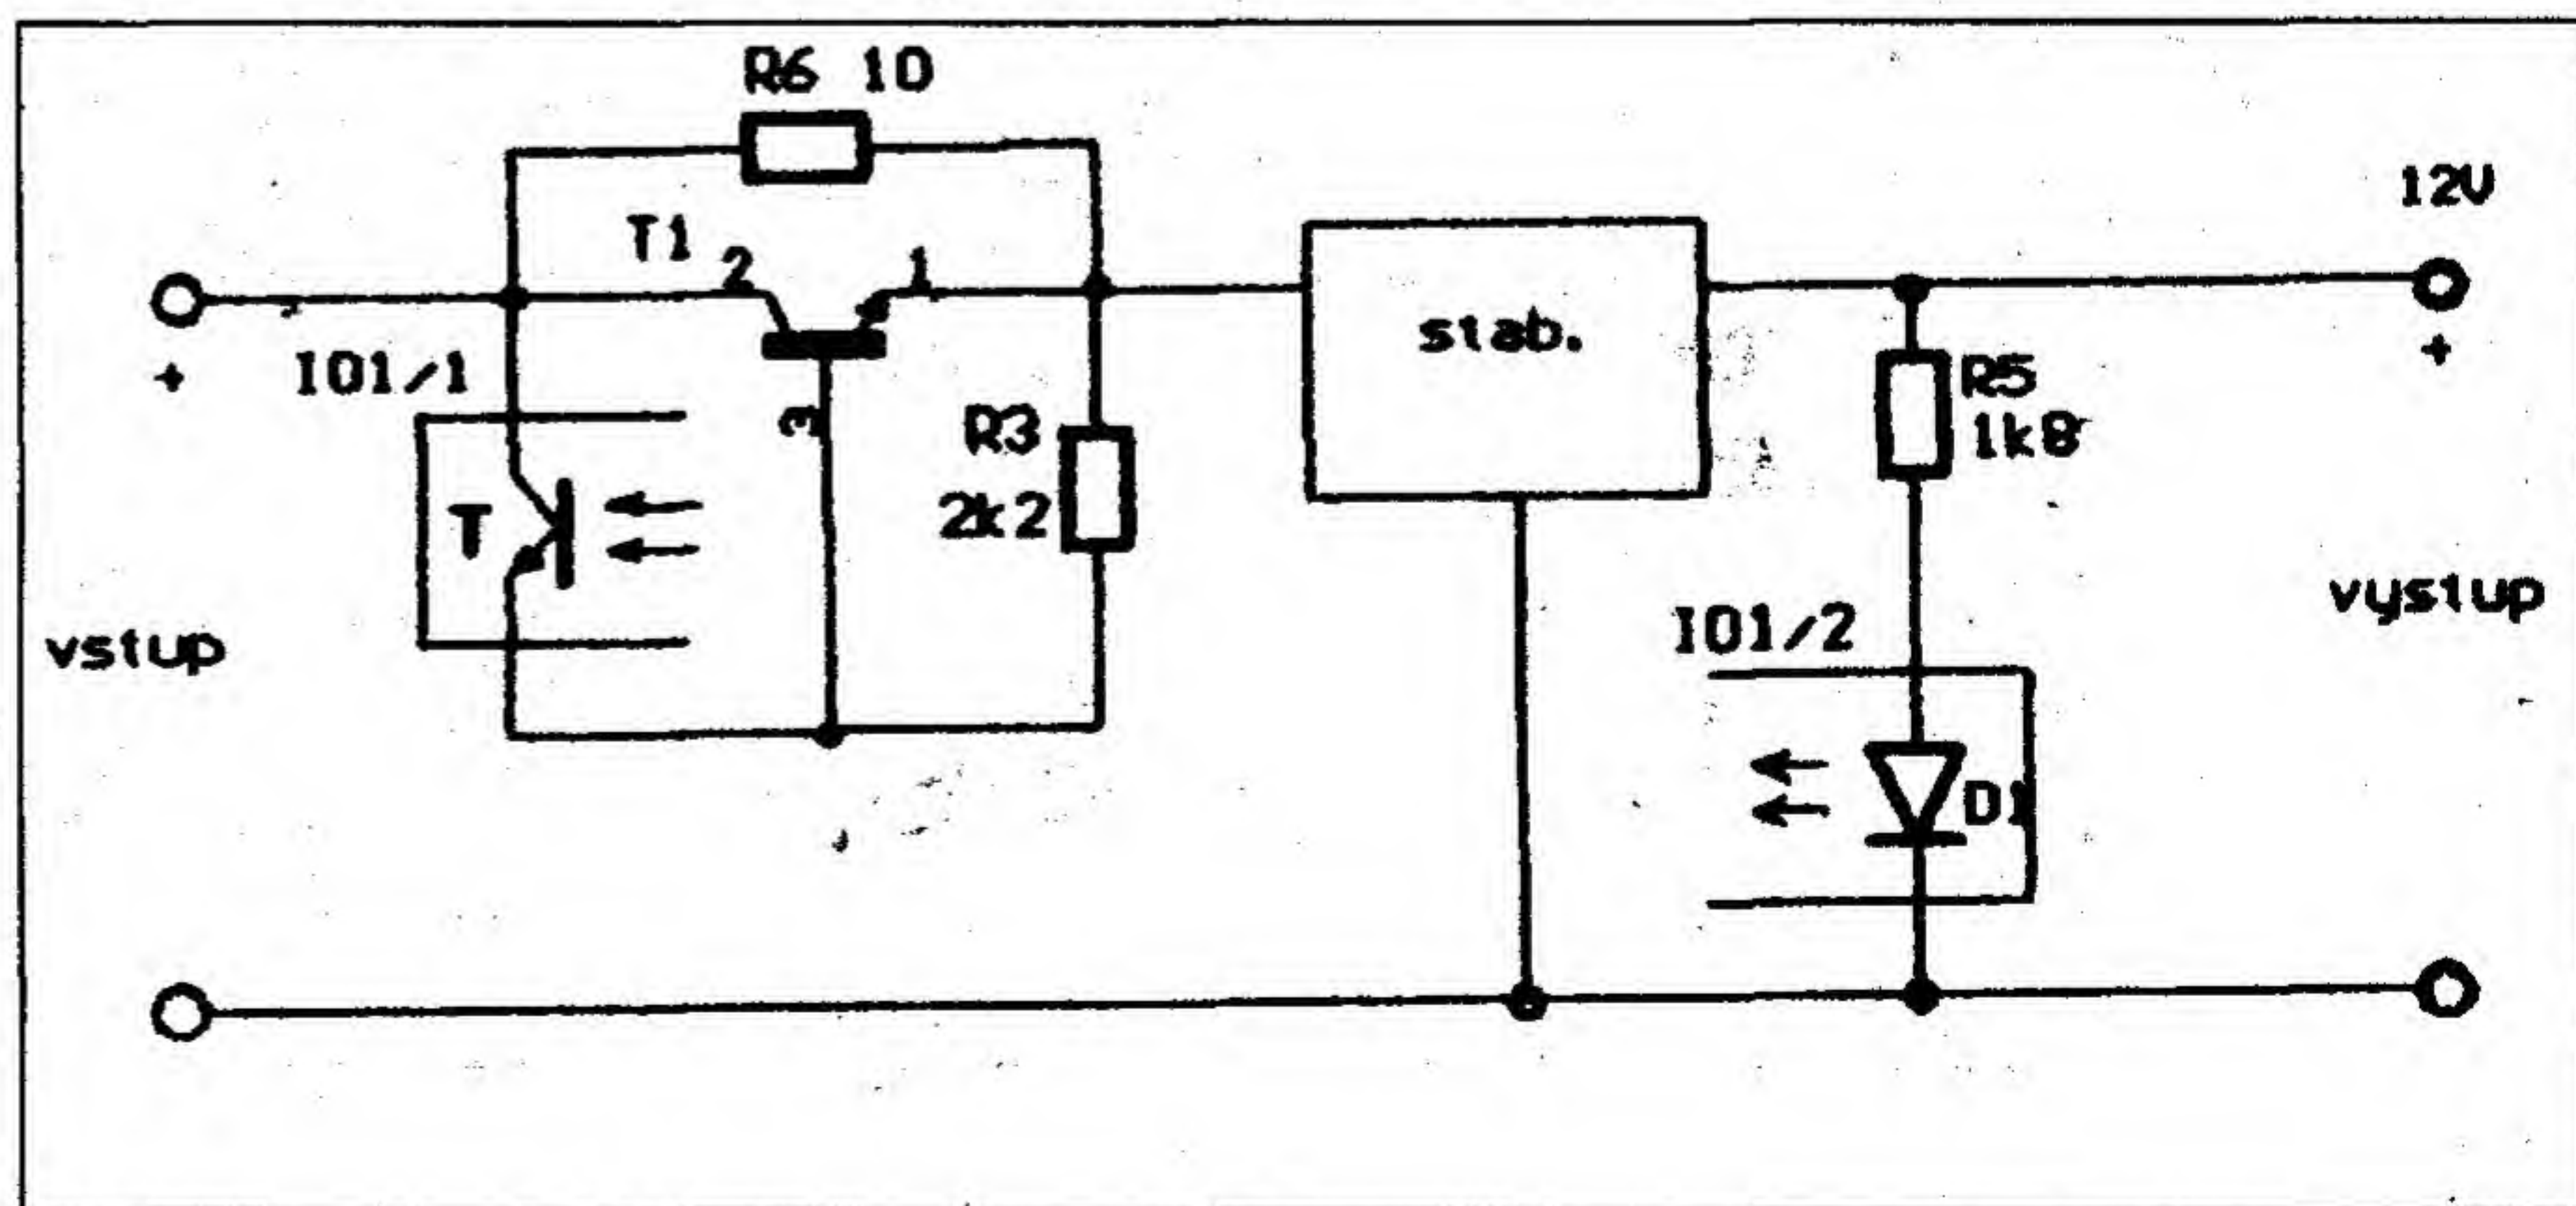 R6 10
T1
2
1
12V
stab.
+
IO1/1
3
R3
2k2
R5
1k8
+
T
vstup
IO1/2
vystup
D1